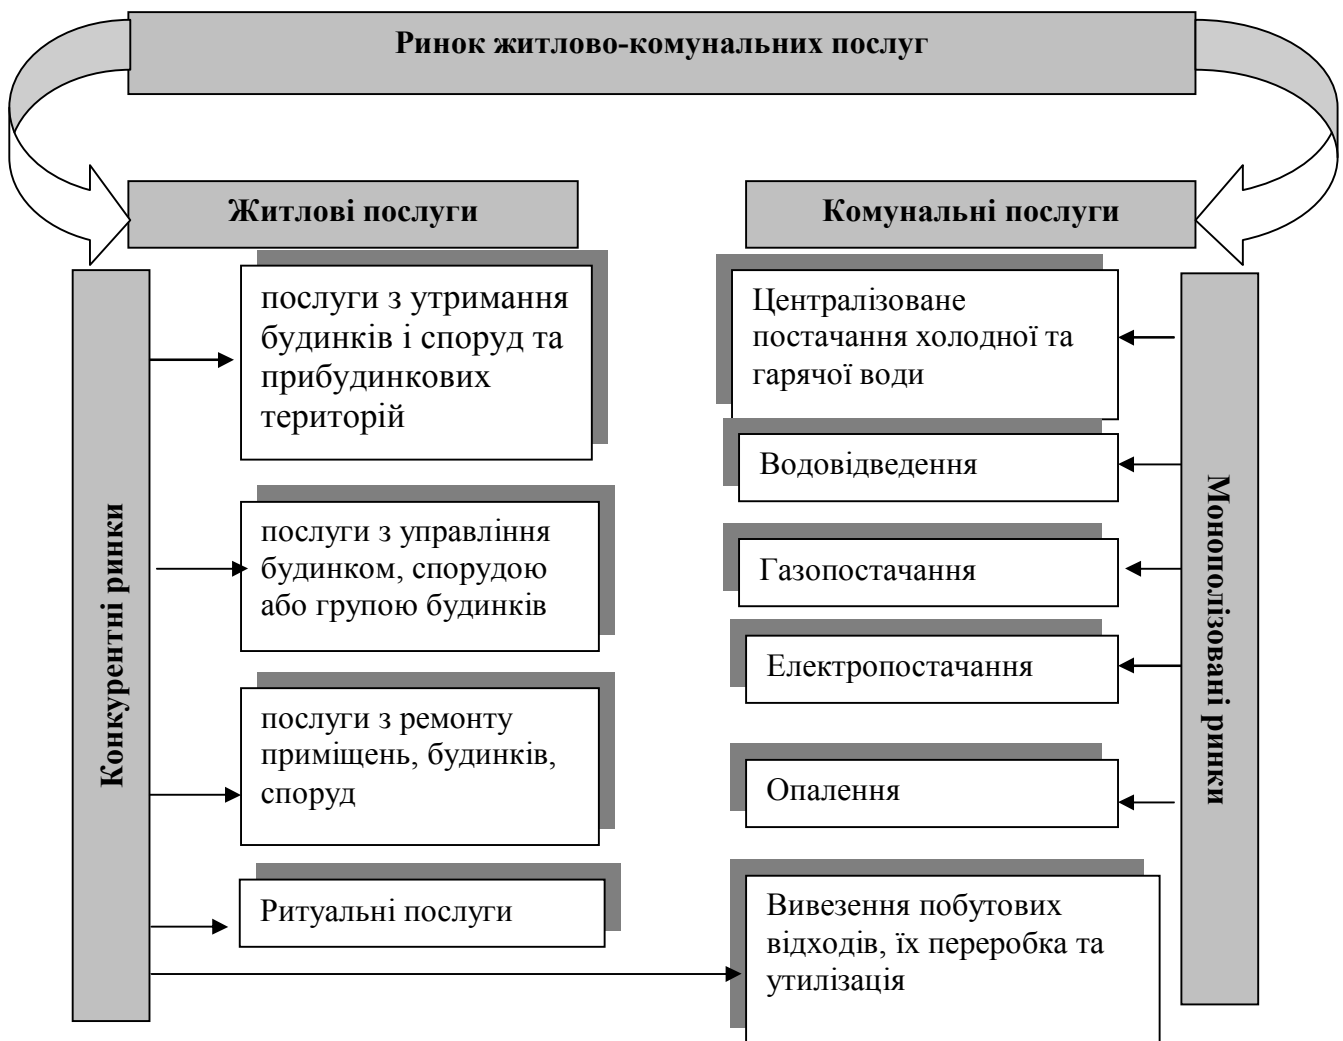 Ринок житлово-комунальних послуг
Житлові послуги
Комунальні послуги
Конкурентні ринки
послуги з утримання
будинків і споруд та
прибудинкових
територій
послуги з управління
будинком, спорудою
або групою будинків
послуги з ремонту
приміщень, будинків,
споруд
Ритуальні послуги
Централізоване
постачання холодної та
гарячої води
Водовідведення
Газопостачання
Електропостачання
Опалення
Вивезення побутових
відходів, їх переробка та
утилізація
Монополізовані ринки